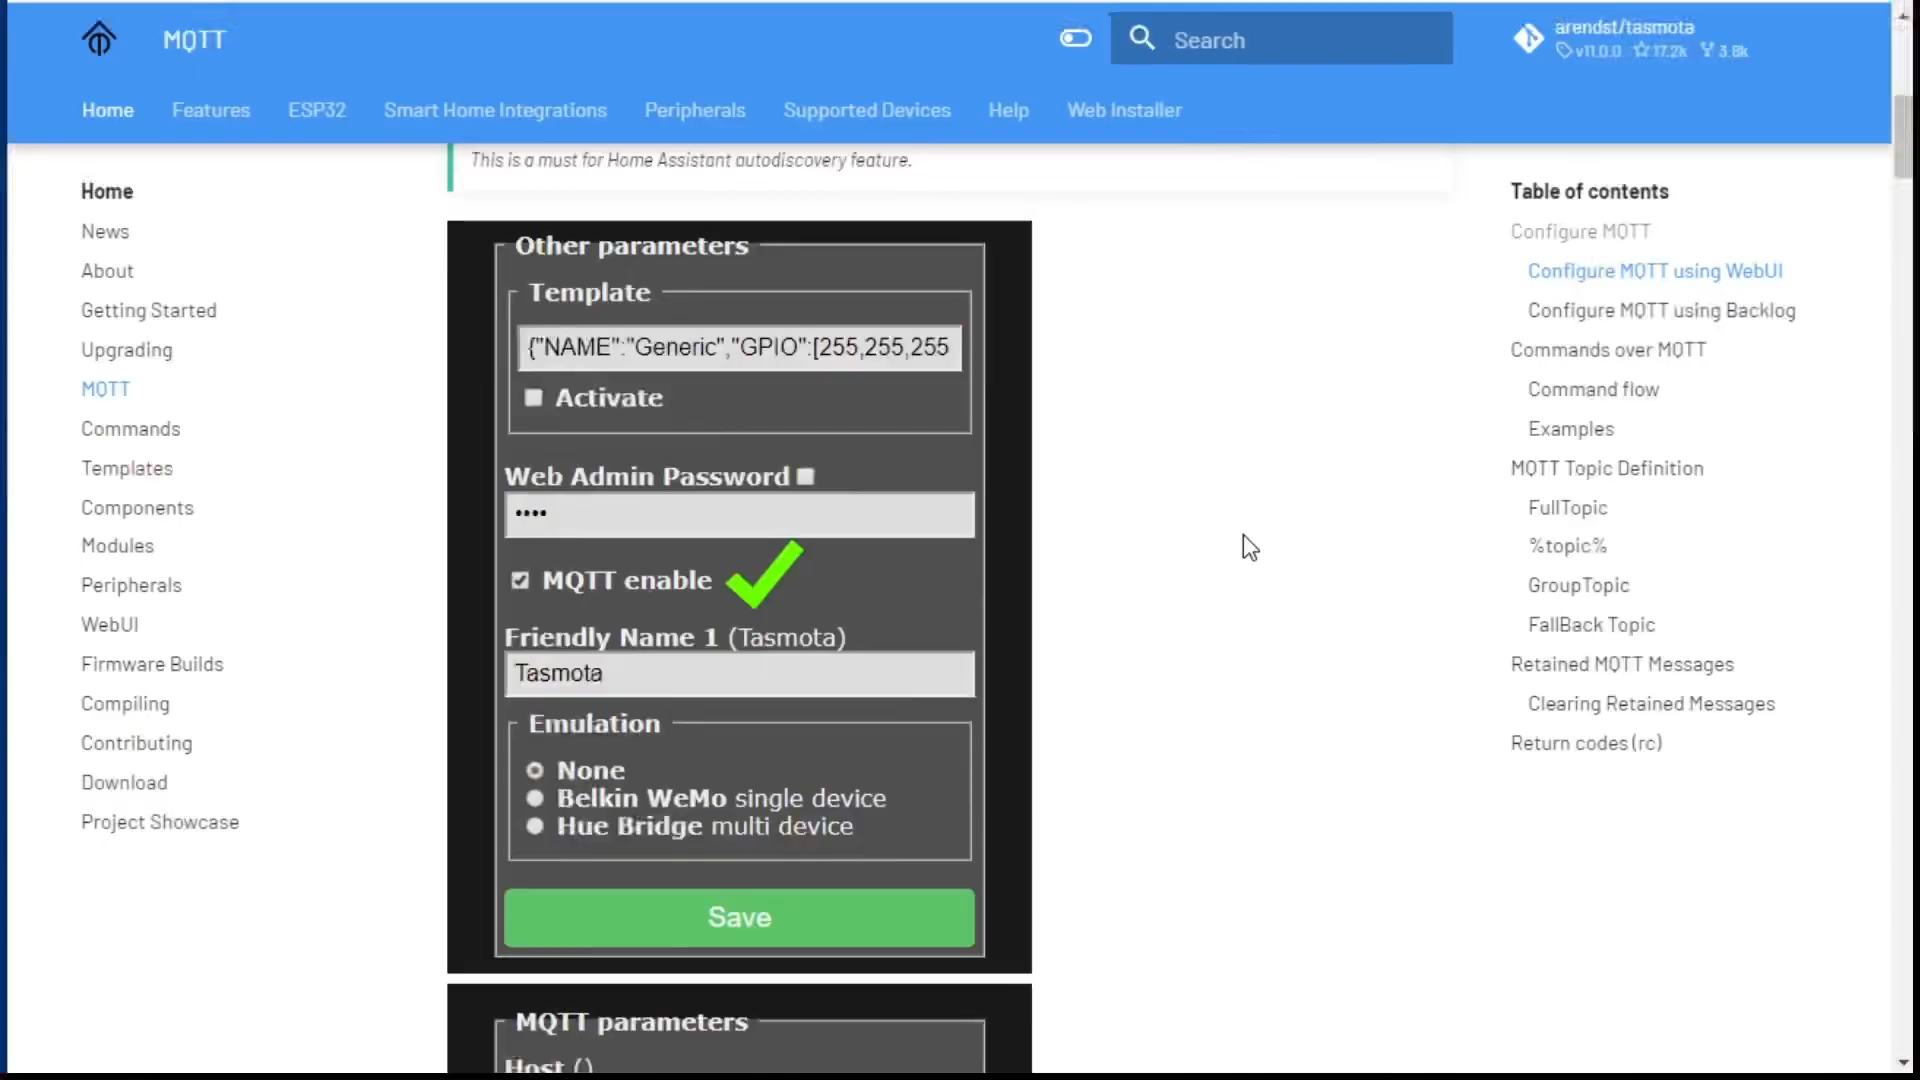 MQTT
Search
arendst/tasmota
v11.0.0 17.2k 3.8k
Home Features ESP32 Smart Home Integrations Peripherals Supported Devices Help Web Installer
Home
News
About
Getting Started
Upgrading
MQTT
Commands
Templates
Components
Modules
Peripherals
WebUI
Firmware Builds
Compiling
Contributing
Download
Project Showcase
This is a must for Home Assistant autodiscovery feature.
Other parameters
Template
{"NAME":"Generic","GPIO":[255,255,255
Activate
Web Admin Password
••••
MQTT enable
Friendly Name 1 (Tasmota)
Tasmota
Emulation
None
Belkin WeMo single device
Hue Bridge multi device
Save
MQTT parameters
Host ()
Table of contents
Configure MQTT
Configure MQTT using WebUI
Configure MQTT using Backlog
Commands over MQTT
Command flow
Examples
MQTT Topic Definition
FullTopic
%topic%
GroupTopic
FallBack Topic
Retained MQTT Messages
Clearing Retained Messages
Return codes (rc)